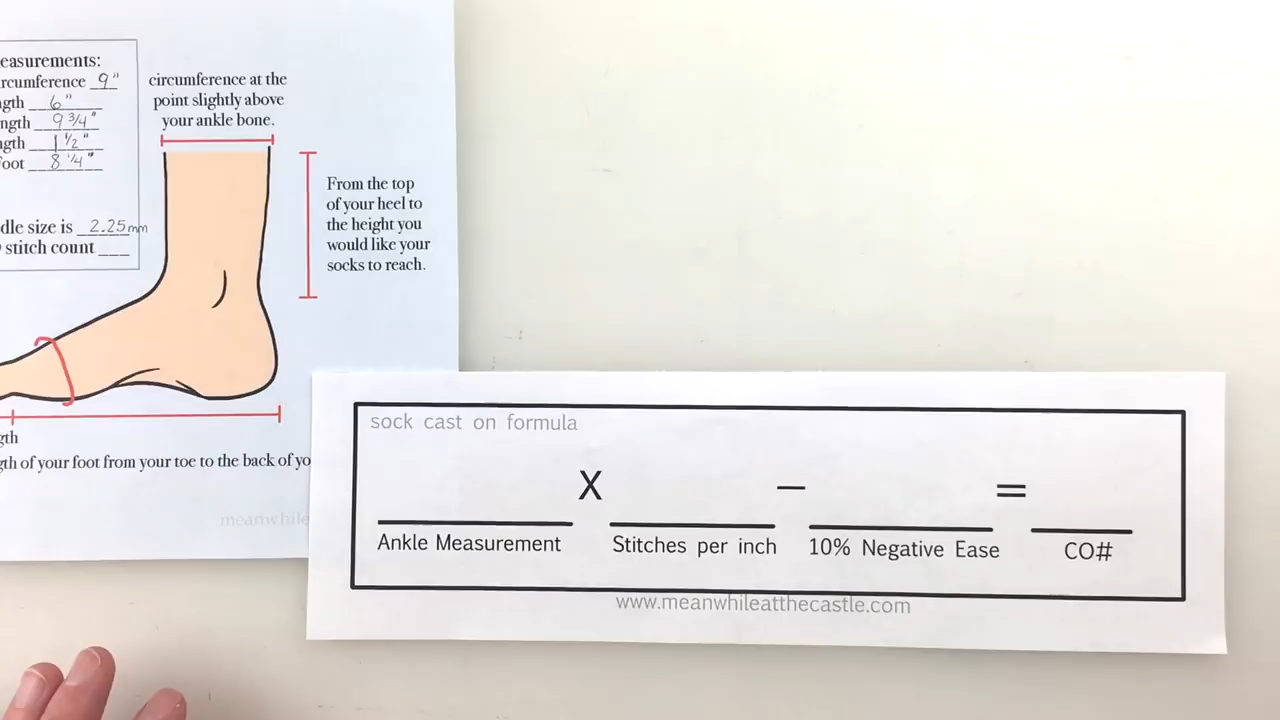 easurements:
rcumference 9"
gth 6"
ngth 9 3/4"
gth 1 1/2"
foot 8 1/4"
dle size is 2.25mm
stitch count
circumference at the
point slightly above
your ankle bone.
From the top
of your heel to
the height you
would like your
socks to reach.
gth
gth of your foot from your toe to the back of yo
meanwhile
sock cast on formula
X – =
Ankle Measurement Stitches per inch 10% Negative Ease CO#
www.meanwhileatthecastle.com